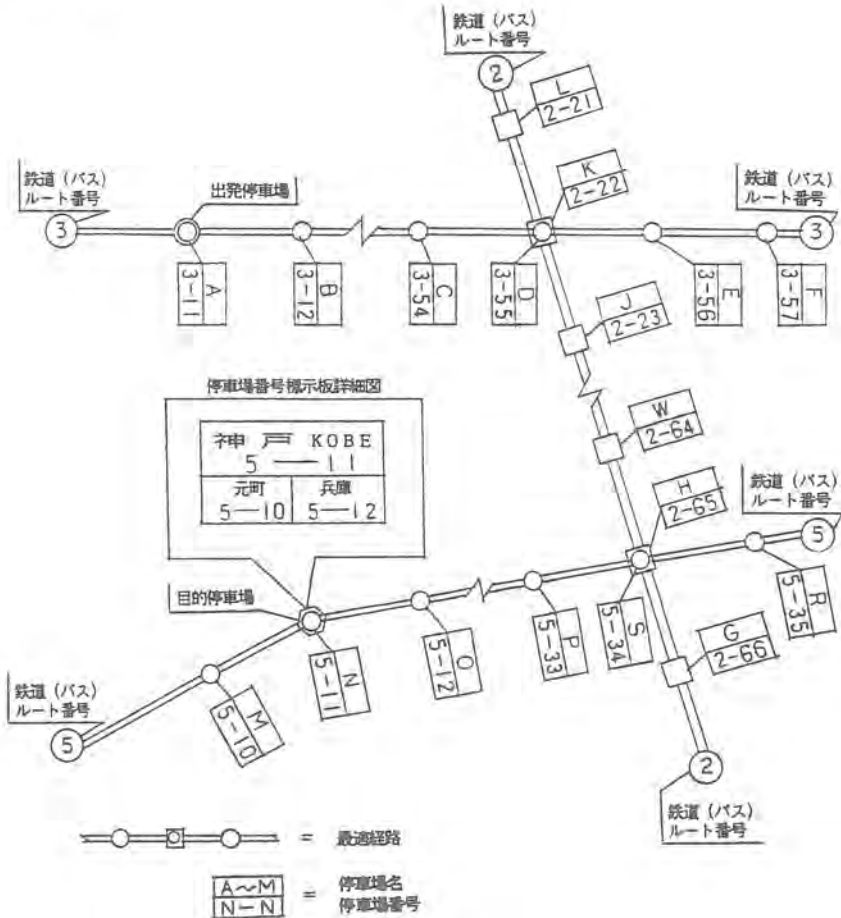 鉄道 (バス)
ルート番号
2
L
2-21
鉄道 (バス)
ルート番号
3
出発停車場
K
2-22
鉄道 (バス)
ルート番号
3
A
3-11
B
3-12
C
3-54
D
3-55
E
3-56
F
3-57
J
2-23
停車場番号標示板詳細図
神戸 KOBE
5—11
元町 兵庫
5—10 5—12
W
2-64
H
2-65
鉄道 (バス)
ルート番号
5
目的停車場
M
5-10
N
5-11
O
5-12
P
5-33
S
5-34
R
5-35
G
2-66
鉄道 (バス)
ルート番号
5
2
鉄道 (バス)
ルート番号
= 最適経路
A~M = 停車場名
N-N 停車場番号